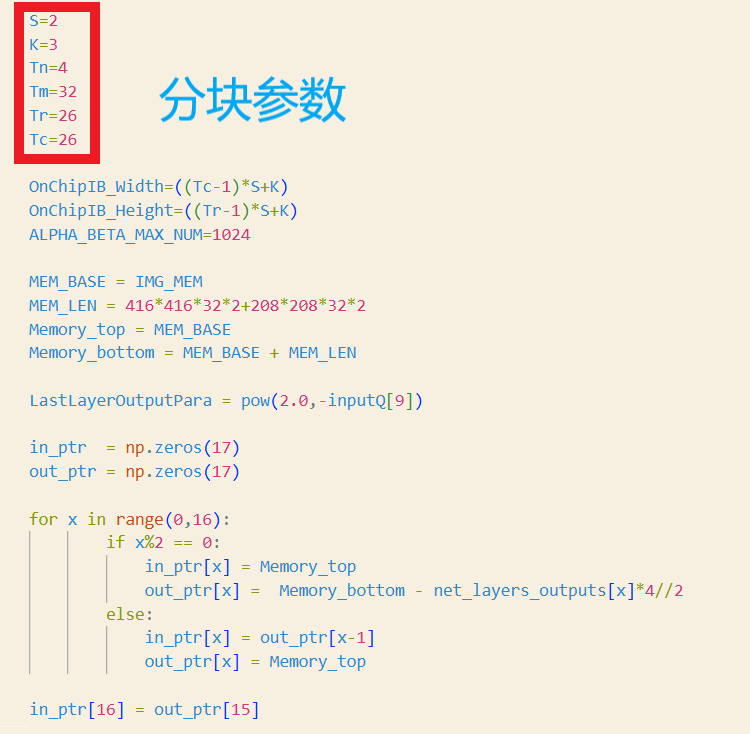 S=2
K=3
Tn=4
Tm=32
Tr=26
Tc=26
分块参数
OnChipIB_Width=((Tc-1)*S+K)
OnChipIB_Height=((Tr-1)*S+K)
ALPHA_BETA_MAX_NUM=1024
MEM_BASE = IMG_MEM
MEM_LEN = 416*416*32*2+208*208*32*2
Memory_top = MEM_BASE
Memory_bottom = MEM_BASE + MEM_LEN
LastLayerOutputPara = pow(2.0,-inputQ[9])
in_ptr  = np.zeros(17)
out_ptr = np.zeros(17)
for x in range(0,16):
        if x%2 == 0:
            in_ptr[x] = Memory_top
            out_ptr[x] =  Memory_bottom - net_layers_outputs[x]*4//2
        else:
            in_ptr[x] = out_ptr[x-1]
            out_ptr[x] = Memory_top
in_ptr[16] = out_ptr[15]